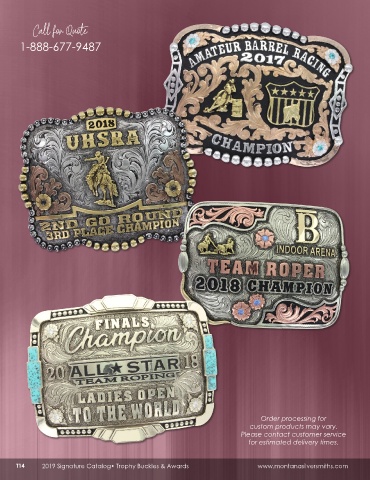 Call for Quote
1-888-677-9487
AMATEUR BARREL RACING
2017
CHAMPION
2018
UHSRA
2ND GO ROUND
3RD PLACE CHAMPION
B
INDOOR ARENA
TEAM ROPER
2018 CHAMPION
FINALS
Champion
20 ALL★STAR 18
TEAM ROPING
LADIES OPEN
TO THE WORLD
Order processing for
custom products may vary.
Please contact customer service
for estimated delivery times.
114 2019 Signature Catalog• Trophy Buckles & Awards www.montanasilversmiths.com